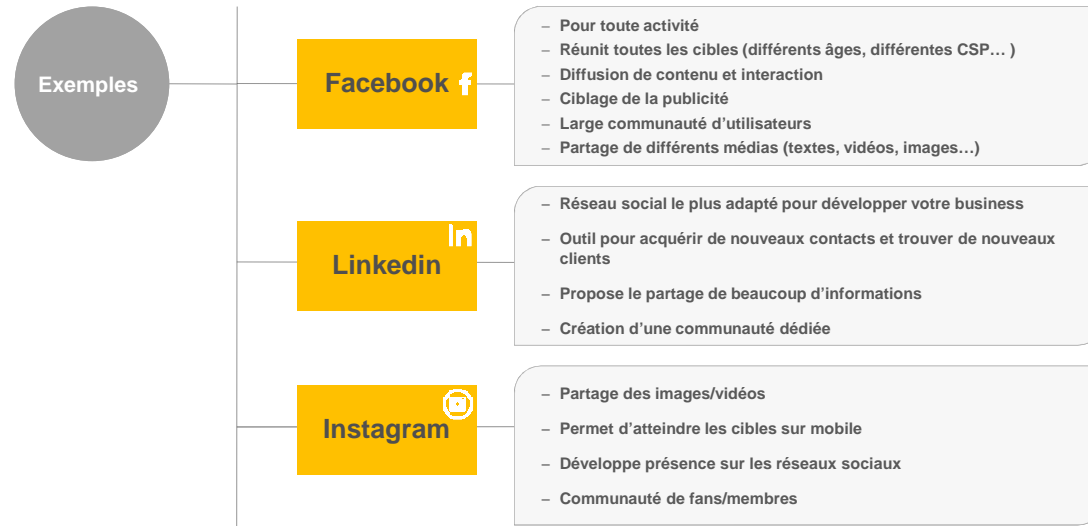 Exemples
Facebook f
– Pour toute activité
– Réunit toutes les cibles (différents âges, différentes CSP… )
– Diffusion de contenu et interaction
– Ciblage de la publicité
– Large communauté d’utilisateurs
– Partage de différents médias (textes, vidéos, images…)
in
Linkedin
– Réseau social le plus adapté pour développer votre business
– Outil pour acquérir de nouveaux contacts et trouver de nouveaux
clients
– Propose le partage de beaucoup d’informations
– Création d’une communauté dédiée
Instagram
– Partage des images/vidéos
– Permet d’atteindre les cibles sur mobile
– Développe présence sur les réseaux sociaux
– Communauté de fans/membres